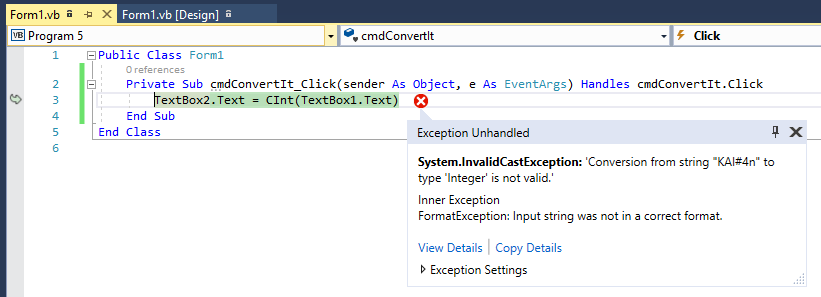 Form1.vb Form1.vb [Design]
VB Program 5 cmdConvertIt Click
1 Public Class Form1
0 references
2 Private Sub cmdConvertIt_Click(sender As Object, e As EventArgs) Handles cmdConvertIt.Click
3 TextBox2.Text = CInt(TextBox1.Text)
4 End Sub
5 End Class
6
Exception Unhandled
System.InvalidCastException: 'Conversion from string "KAI#4n" to
type 'Integer' is not valid.'
Inner Exception
FormatException: Input string was not in a correct format.
View Details | Copy Details
Exception Settings